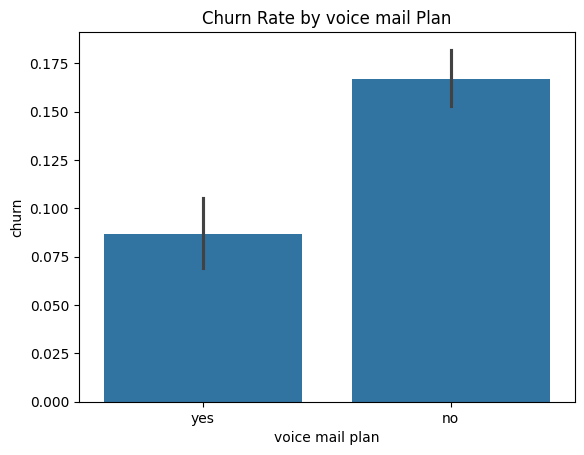 Churn Rate by voice mail Plan
0.175
0.150
0.125
0.100
0.075
0.050
0.025
0.000
churn
yes no
voice mail plan